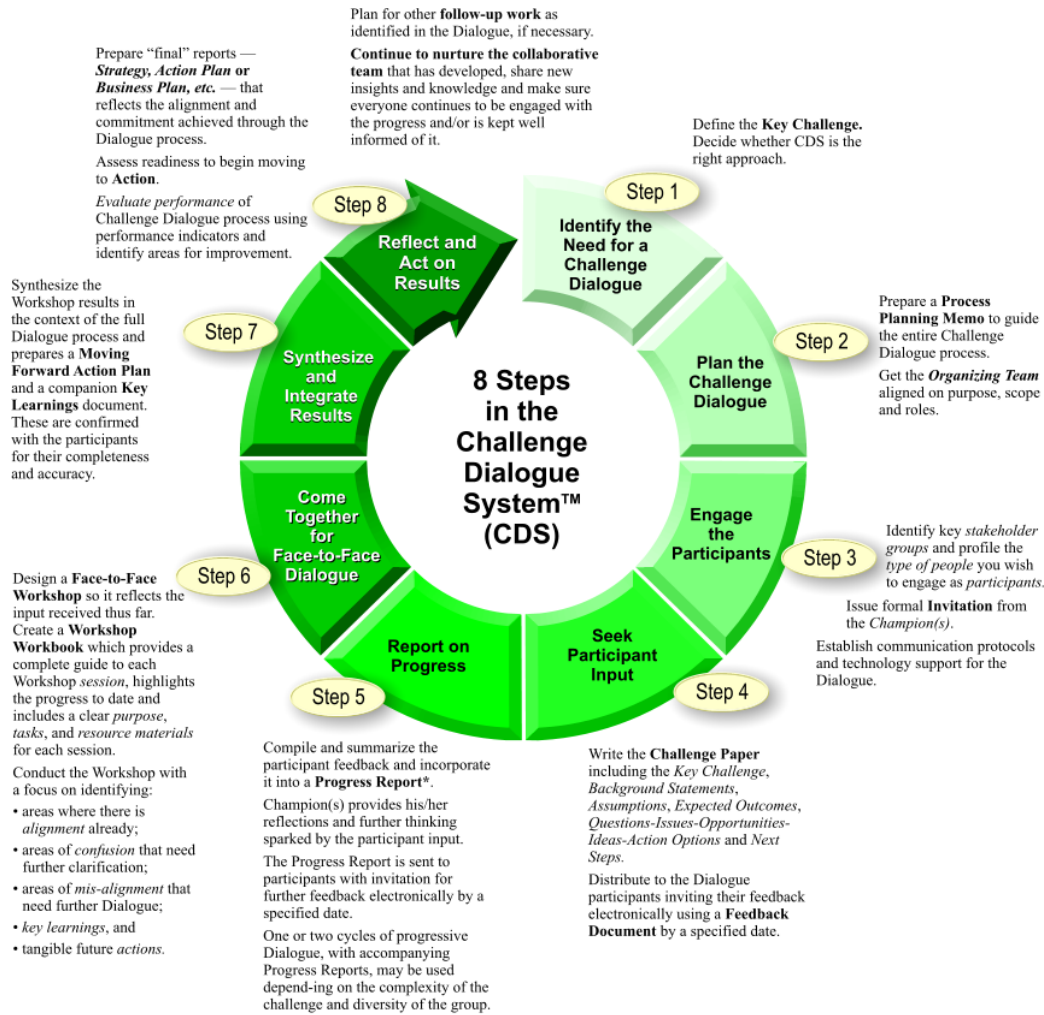 8 Steps
in the
Challenge
Dialogue
System™
(CDS)
Step 1
Identify the
Need for a
Challenge
Dialogue
Define the Key Challenge.
Decide whether CDS is the
right approach.
Step 2
Plan the
Challenge
Dialogue
Prepare a Process
Planning Memo to guide
the entire Challenge
Dialogue process.
Get the Organizing Team
aligned on purpose, scope
and roles.
Step 3
Engage
the
Participants
Identify key stakeholder
groups and profile the
type of people you wish
to engage as participants.
Issue formal Invitation from
the Champion(s).
Establish communication protocols
and technology support for the
Dialogue.
Step 4
Seek
Participant
Input
Write the Challenge Paper
including the Key Challenge,
Background Statements,
Assumptions, Expected Outcomes,
Questions-Issues-Opportunities-
Ideas-Action Options and Next
Steps.
Distribute to the Dialogue
participants inviting their feedback
electronically using a Feedback
Document by a specified date.
Step 5
Report on
Progress
Compile and summarize the
participant feedback and incorporate
it into a Progress Report*.
Champion(s) provides his/her
reflections and further thinking
sparked by the participant input.
The Progress Report is sent to
participants with invitation for
further feedback electronically by a
specified date.
One or two cycles of progressive
Dialogue, with accompanying
Progress Reports, may be used
depend-ing on the complexity of the
challenge and diversity of the group.
Step 6
Come
Together
for
Face-to-Face
Dialogue
Design a Face-to-Face
Workshop so it reflects the
input received thus far.
Create a Workshop
Workbook which provides a
complete guide to each
Workshop session, highlights
the progress to date and
includes a clear purpose,
tasks, and resource materials
for each session.
Conduct the Workshop with
a focus on identifying:
• areas where there is
alignment already;
• areas of confusion that need
further clarification;
• areas of mis-alignment that
need further Dialogue;
• key learnings, and
• tangible future actions.
Step 7
Synthesize
and
Integrate
Results
Synthesize the
Workshop results in
the context of the full
Dialogue process and
prepares a Moving
Forward Action Plan
and a companion Key
Learnings document.
These are confirmed
with the participants
for their completeness
and accuracy.
Step 8
Reflect and
Act on
Results
Prepare “final” reports —
Strategy, Action Plan or
Business Plan, etc. — that
reflects the alignment and
commitment achieved through the
Dialogue process.
Assess readiness to begin moving
to Action.
Evaluate performance of
Challenge Dialogue process using
performance indicators and
identify areas for improvement.
Plan for other follow-up work as
identified in the Dialogue, if necessary.
Continue to nurture the collaborative
team that has developed, share new
insights and knowledge and make sure
everyone continues to be engaged with
the progress and/or is kept well
informed of it.